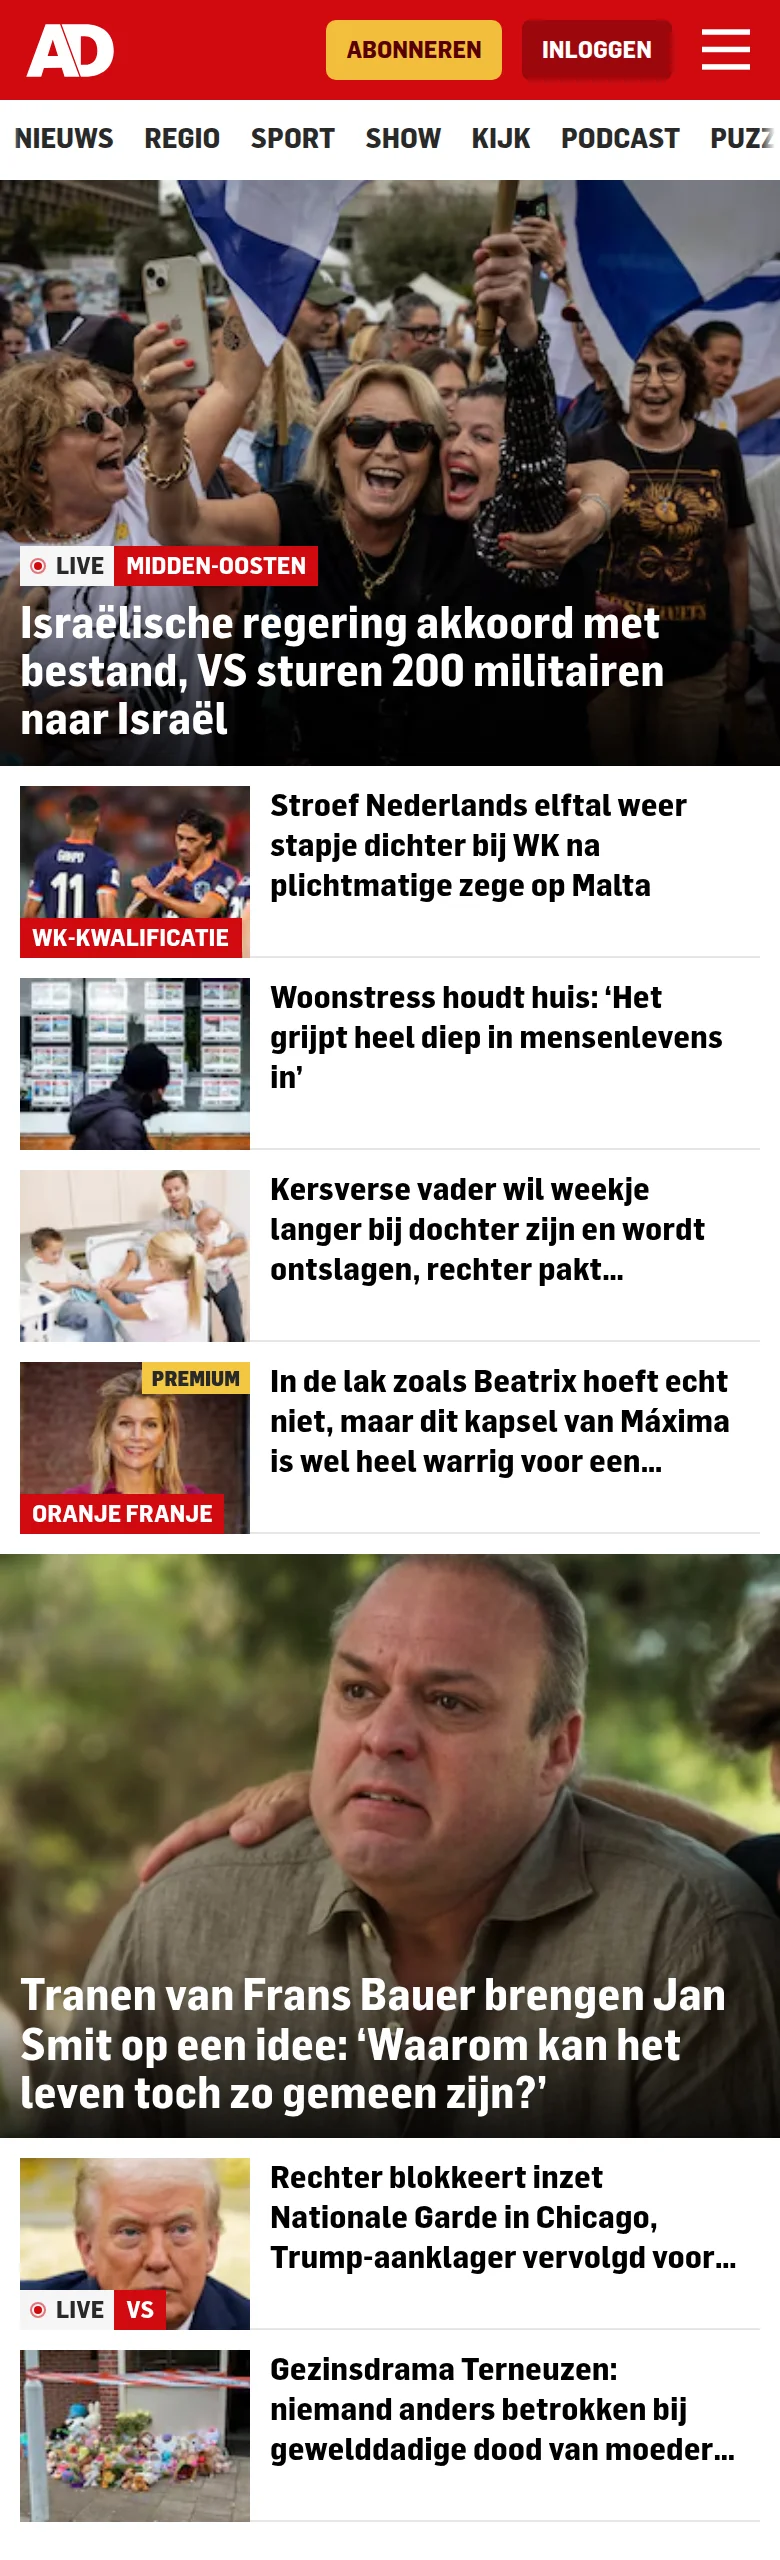 AD
ABONNEREN
INLOGGEN
NIEUWS REGIO SPORT SHOW KIJK PODCAST PUZZ
LIVE MIDDEN-OOSTEN
Israëlische regering akkoord met
bestand, VS sturen 200 militairen
naar Israël
GAKPO
11
WK-KWALIFICATIE
Stroef Nederlands elftal weer
stapje dichter bij WK na
plichtmatige zege op Malta
Woonstress houdt huis: ‘Het
grijpt heel diep in mensenlevens
in’
Kersverse vader wil weekje
langer bij dochter zijn en wordt
ontslagen, rechter pakt...
PREMIUM
ORANJE FRANJE
In de lak zoals Beatrix hoeft echt
niet, maar dit kapsel van Máxima
is wel heel warrig voor een...
Tranen van Frans Bauer brengen Jan
Smit op een idee: ‘Waarom kan het
leven toch zo gemeen zijn?’
LIVE VS
Rechter blokkeert inzet
Nationale Garde in Chicago,
Trump-aanklager vervolgd voor...
Gezinsdrama Terneuzen:
niemand anders betrokken bij
gewelddadige dood van moeder...